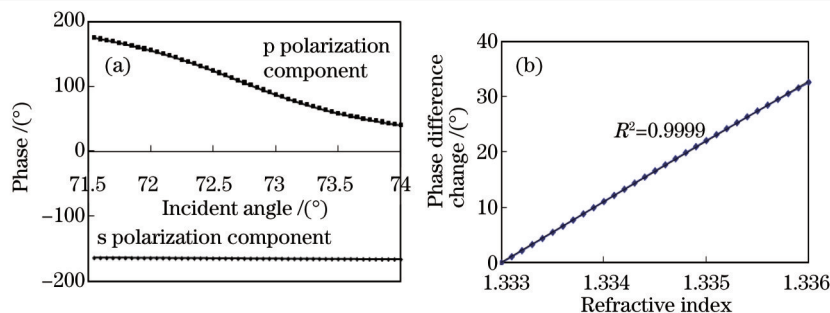 200
(a)
p polarization
component
100
Phase /(°)
0
71.5 72 72.5 73 73.5 74
Incident angle /(°)
−100
s polarization component
−200
40
(b)
Phase difference
change /(°)
30
R²=0.9999
20
10
0
1.333 1.334 1.335 1.336
Refractive index